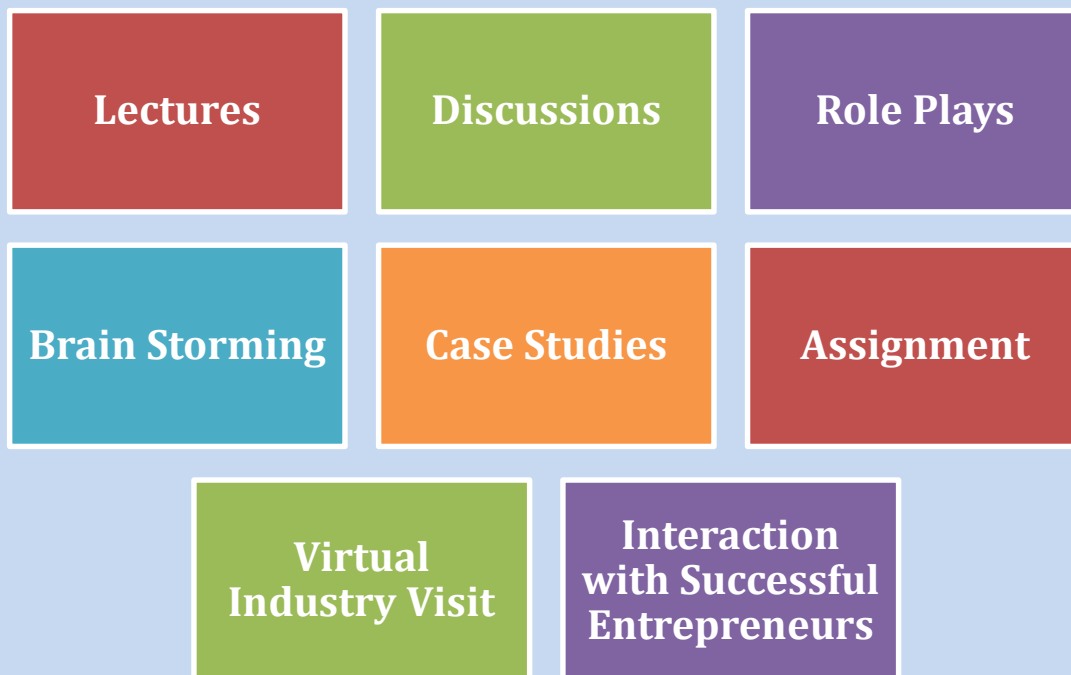 Lectures
Discussions
Role Plays
Brain Storming
Case Studies
Assignment
Virtual
Industry Visit
Interaction
with Successful
Entrepreneurs